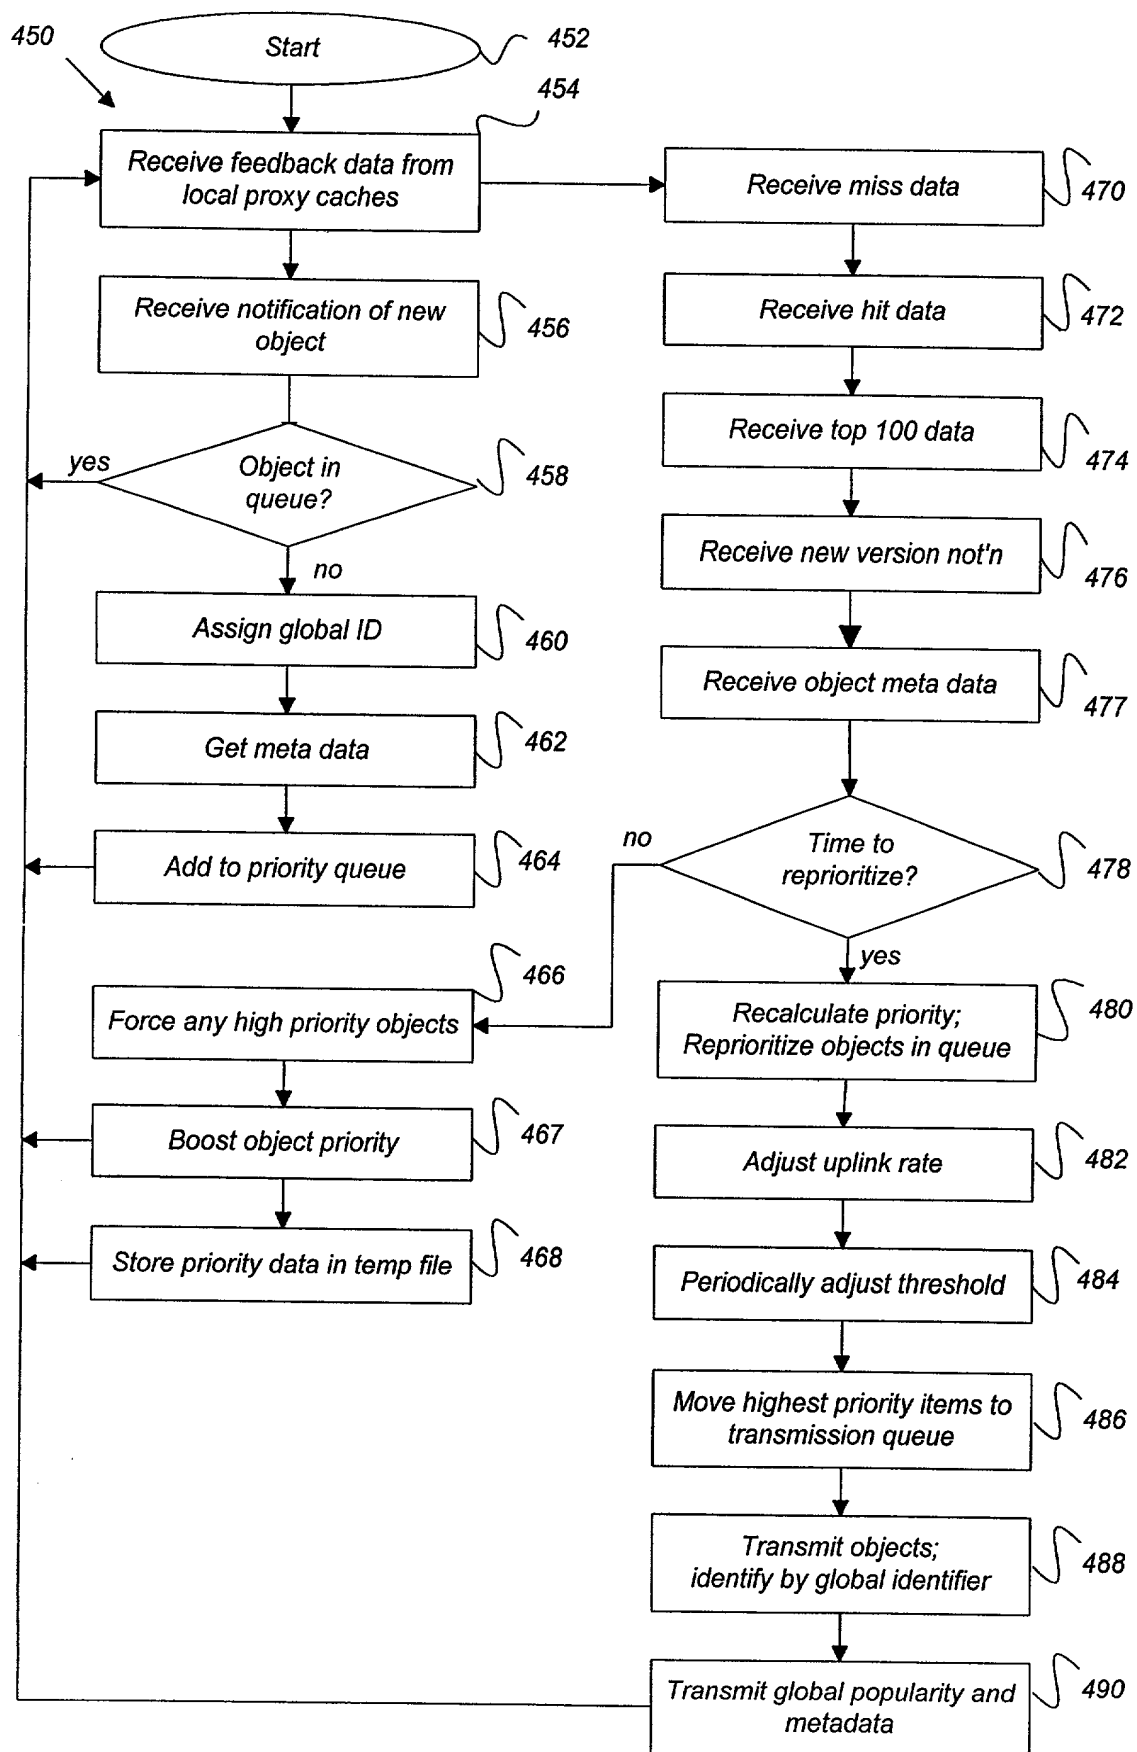 450
Start
452
454
Receive feedback data from
local proxy caches
Receive notification of new
object
456
yes
Object in
queue?
458
no
Assign global ID
460
Get meta data
462
Add to priority queue
464
466
Force any high priority objects
Boost object priority
467
Store priority data in temp file
468
Receive miss data
470
Receive hit data
472
Receive top 100 data
474
Receive new version not'n
476
Receive object meta data
477
no
Time to
reprioritize?
478
yes
Recalculate priority;
Reprioritize objects in queue
480
Adjust uplink rate
482
Periodically adjust threshold
484
Move highest priority items to
transmission queue
486
Transmit objects;
identify by global identifier
488
Transmit global popularity and
metadata
490